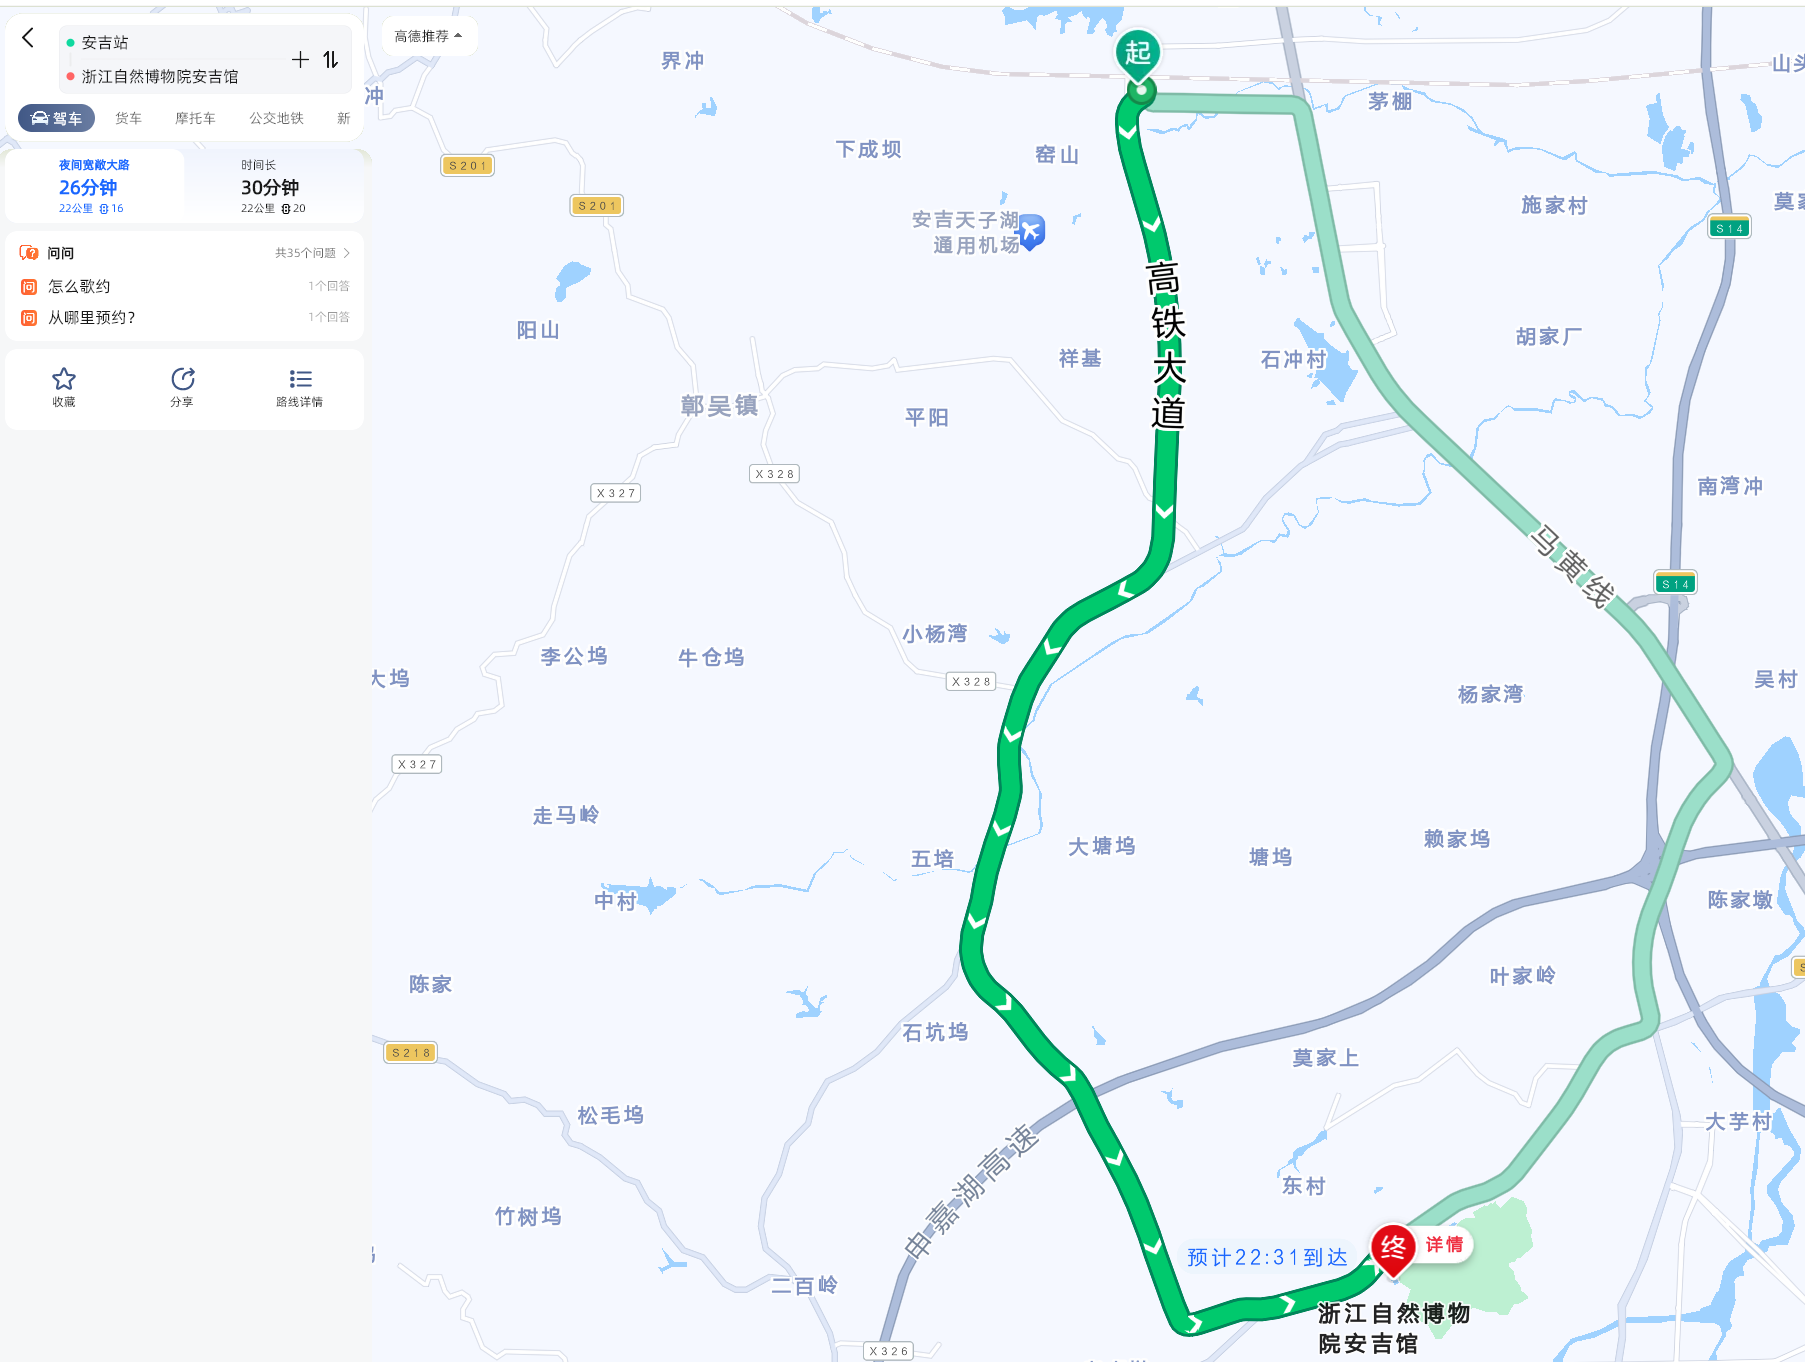 安吉站
浙江自然博物院安吉馆
驾车
货车
摩托车
公交地铁
新
夜间宽敞大路
26分钟
22公里 16
时间长
30分钟
22公里 20
问问
共35个问题
怎么歌约
1个回答
从哪里预约?
1个回答
收藏
分享
路线详情
高德推荐
起
界冲
冲
山头
茅棚
下成坝
窑山
S201
S201
安吉天子湖
通用机场
施家村
莫家
S14
高铁大道
阳山
祥基
石冲村
胡家厂
鄣吴镇
平阳
X328
X327
南湾冲
马黄线
S14
小杨湾
李公坞
牛仓坞
大坞
X328
杨家湾
吴村
X327
走马岭
五培
大塘坞
塘坞
赖家坞
中村
陈家墩
陈家
叶家岭
石坑坞
S218
莫家上
松毛坞
大芋村
申嘉湖高速
东村
竹树坞
终
详情
预计22:31到达
二百岭
浙江自然博物
院安吉馆
X326